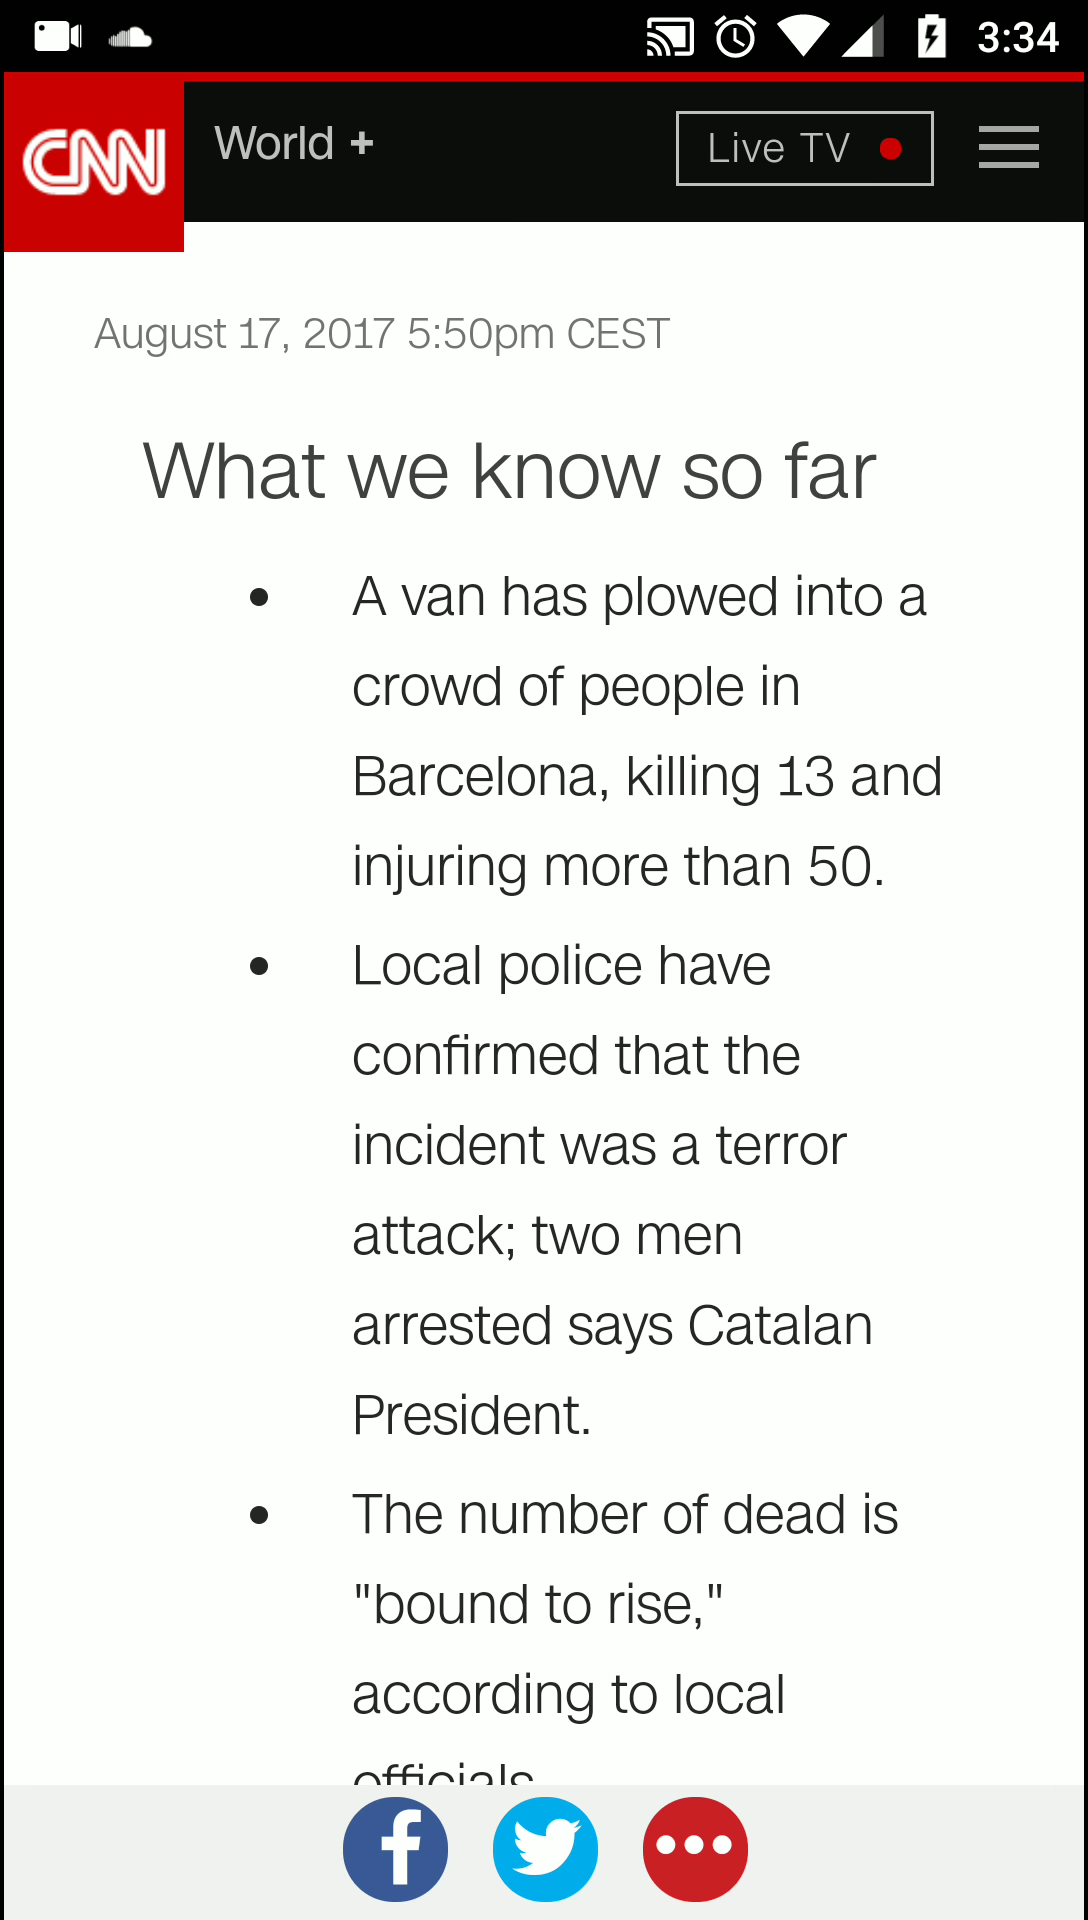 3:34
CNN
World +
Live TV
August 17, 2017 5:50pm CEST
What we know so far
• A van has plowed into a
crowd of people in
Barcelona, killing 13 and
injuring more than 50.
• Local police have
confirmed that the
incident was a terror
attack; two men
arrested says Catalan
President.
• The number of dead is
"bound to rise,"
according to local
officials